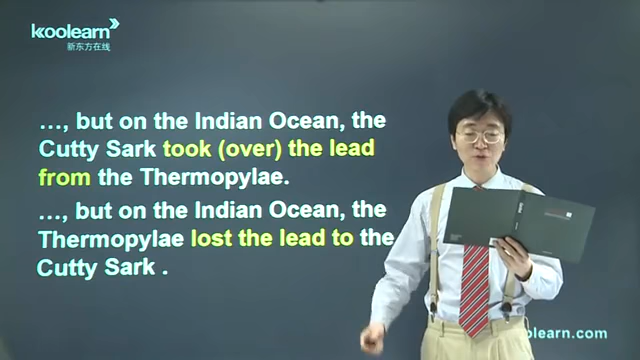 koolearn
新东方在线
..., but on the Indian Ocean, the
Cutty Sark took (over) the lead
from the Thermopylae.
..., but on the Indian Ocean, the
Thermopylae lost the lead to the
Cutty Sark .
olearn.com